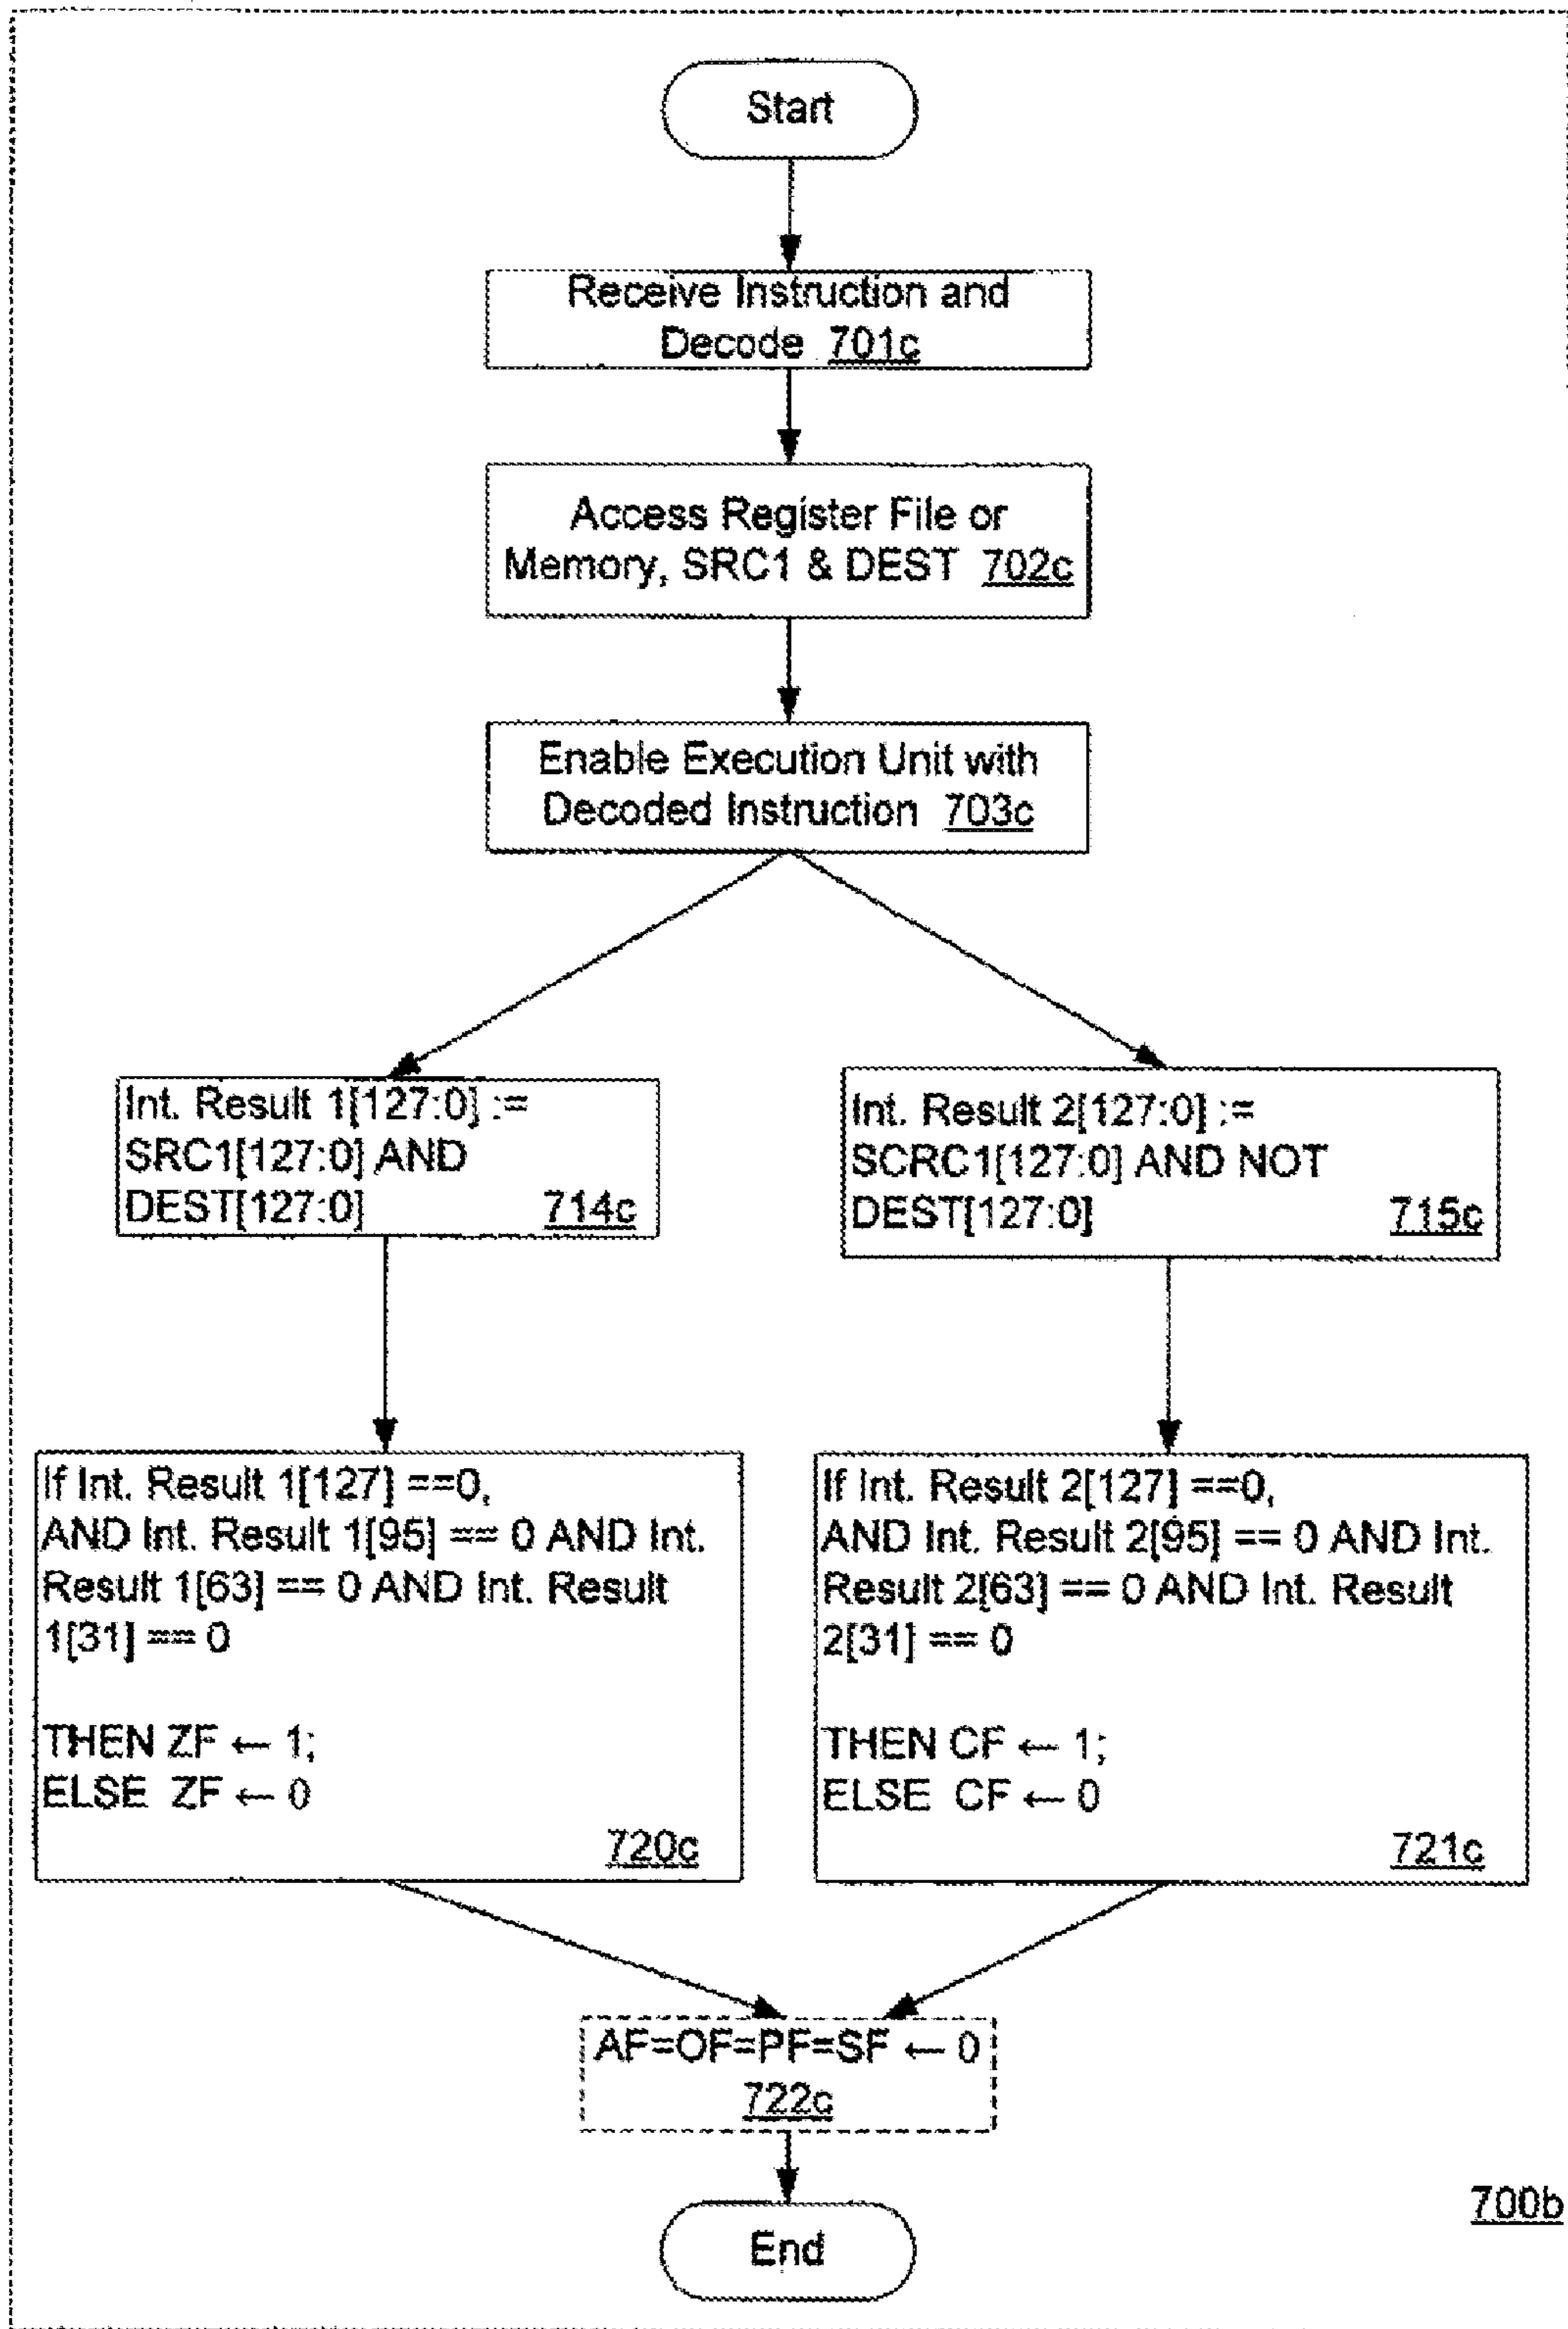 Start
Receive Instruction and
Decode 701c
Access Register File or
Memory, SRC1 & DEST 702c
Enable Execution Unit with
Decoded Instruction 703c
Int. Result 1[127:0] :=
SRC1[127:0] AND
DEST[127:0] 714c
Int. Result 2[127:0] :=
SCRC1[127:0] AND NOT
DEST[127:0] 715c
If Int. Result 1[127] ==0,
AND Int. Result 1[95] == 0 AND Int.
Result 1[63] == 0 AND Int. Result
1[31] == 0
THEN ZF ← 1;
ELSE ZF ← 0
720c
If Int. Result 2[127] ==0,
AND Int. Result 2[95] == 0 AND Int.
Result 2[63] == 0 AND Int. Result
2[31] == 0
THEN CF ← 1;
ELSE CF ← 0
721c
AF=OF=PF=SF ← 0
722c
End
700b